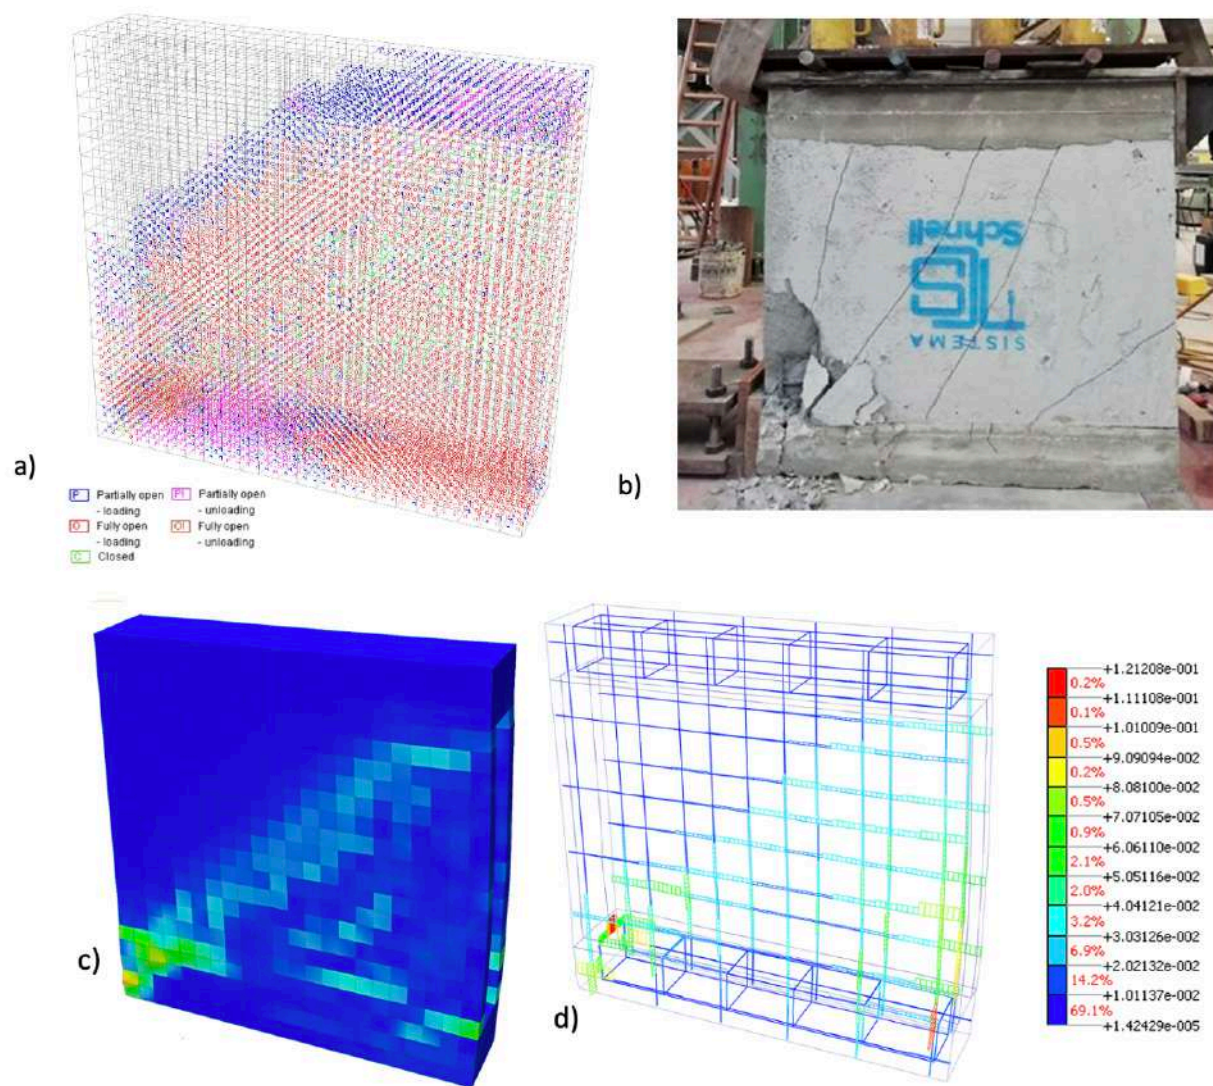 a)
P Partially open - loading
PI Partially open - unloading
O Fully open - loading
OI Fully open - unloading
C Closed
b)
SISTEMA
Schnell
c)
d)
+1.21208e-001
0.2%
+1.11108e-001
0.1%
+1.01009e-001
0.5%
+9.09094e-002
0.2%
+8.08100e-002
0.5%
+7.07105e-002
0.9%
+6.06110e-002
2.1%
+5.05116e-002
2.0%
+4.04121e-002
3.2%
+3.03126e-002
6.9%
+2.02132e-002
14.2%
+1.01137e-002
69.1%
+1.42429e-005